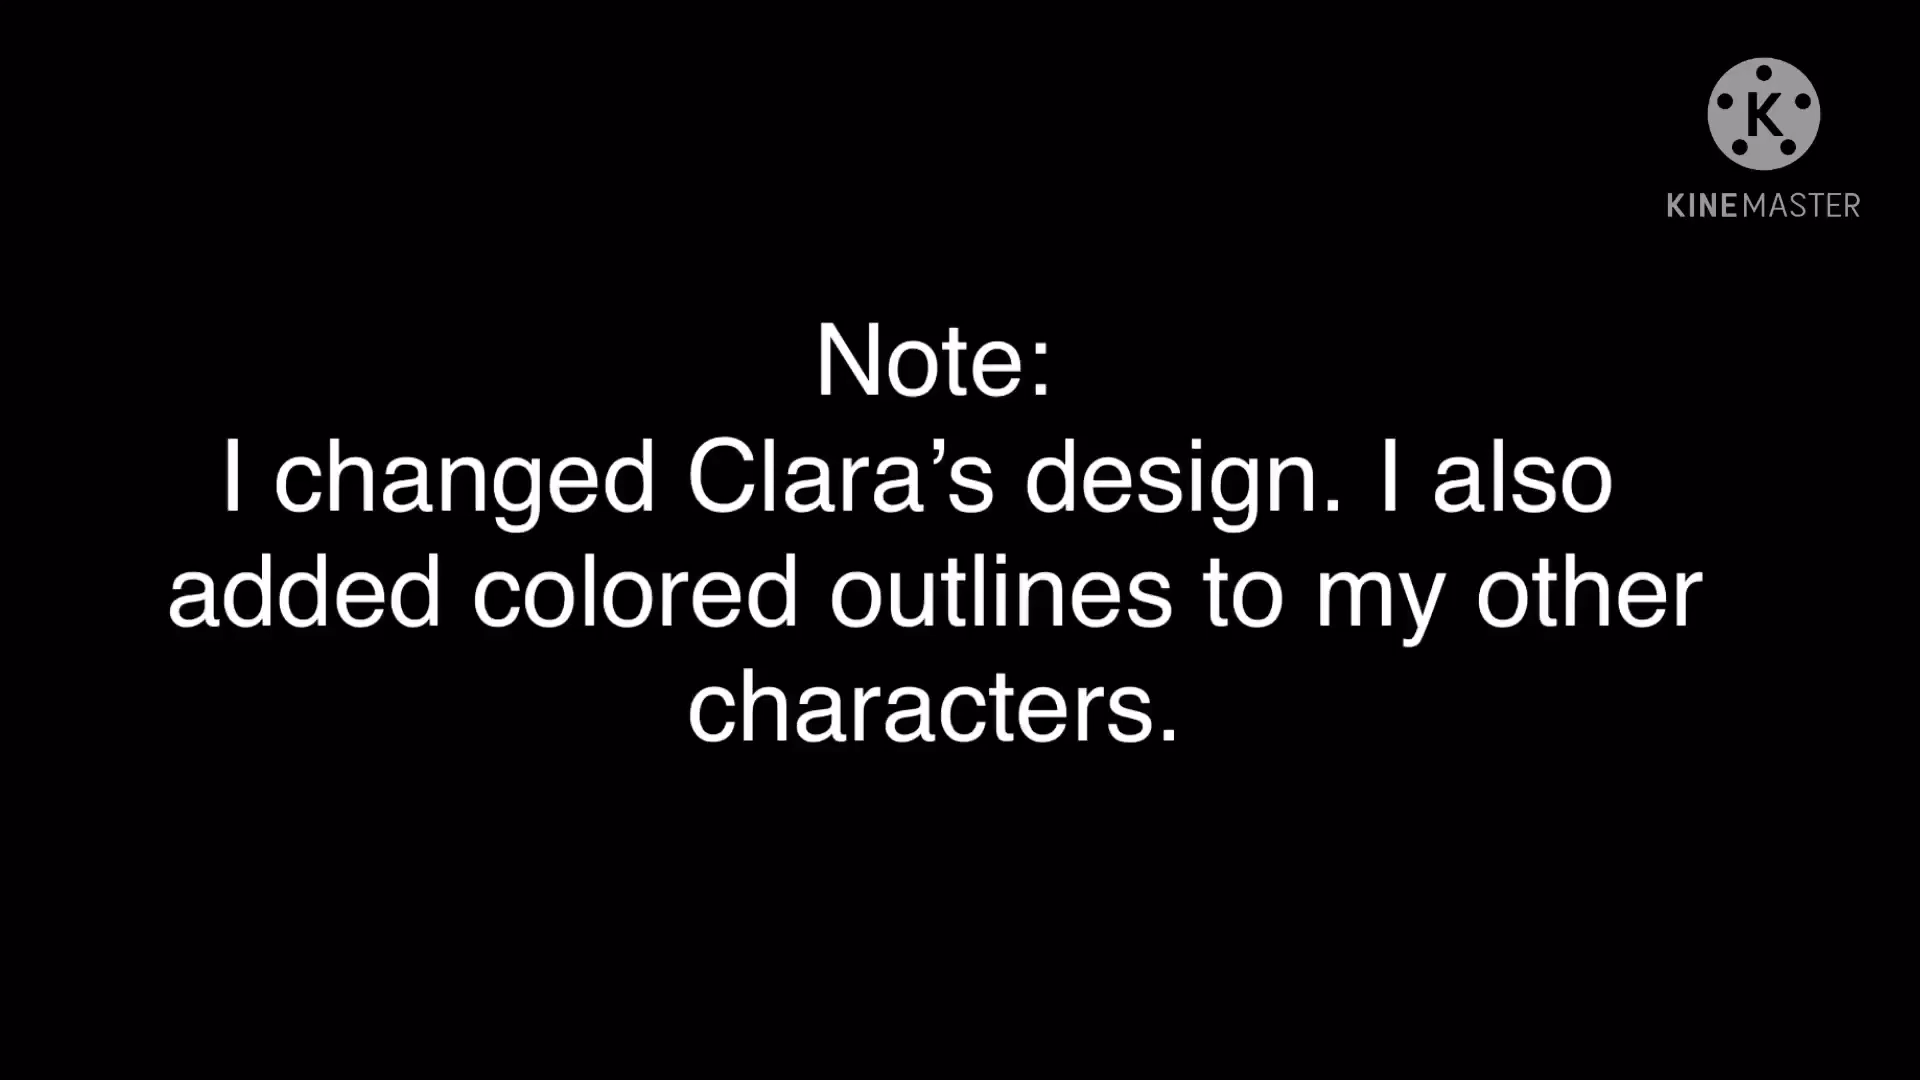 K
KINEMASTER
Note:
I changed Clara’s design. I also
added colored outlines to my other
characters.